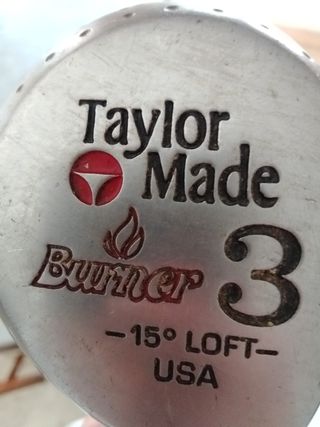 Taylor
Made
Burner 3
-15° LOFT-
USA